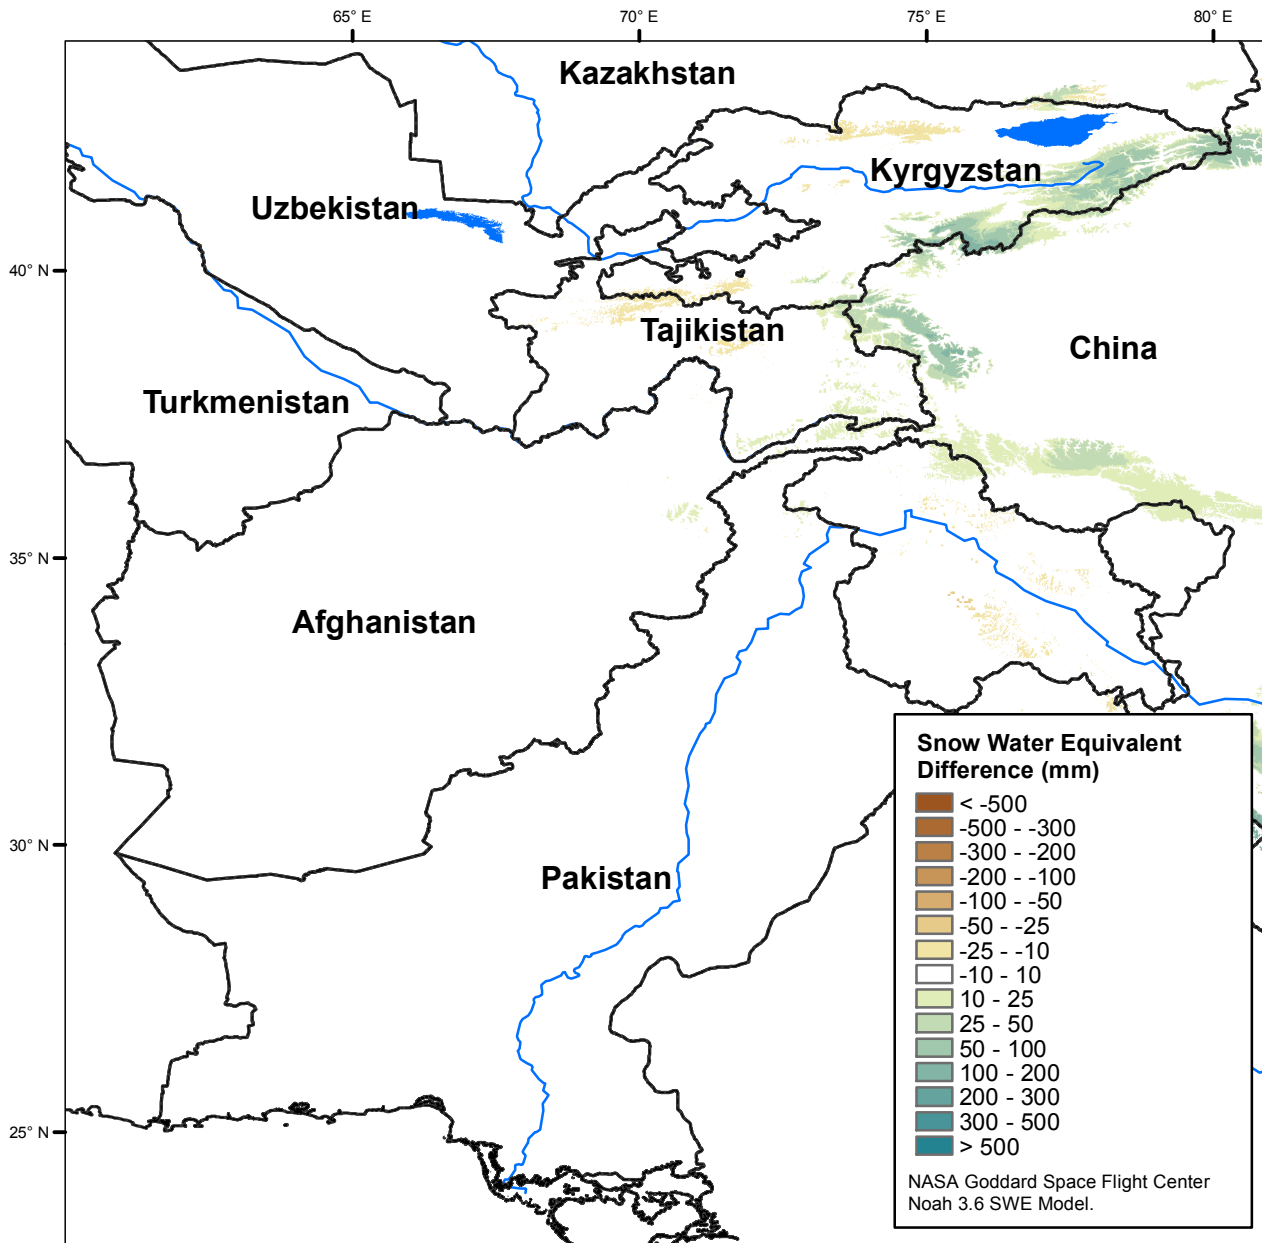 65° E
70° E
75° E
80° E
Kazakhstan
Kyrgyzstan
Uzbekistan
40° N
Tajikistan
China
Turkmenistan
35° N
Afghanistan
30° N
Pakistan
25° N
Snow Water Equivalent
Difference (mm)
< -500
-500 - -300
-300 - -200
-200 - -100
-100 - -50
-50 - -25
-25 - -10
-10 - 10
10 - 25
25 - 50
50 - 100
100 - 200
200 - 300
300 - 500
> 500
NASA Goddard Space Flight Center
Noah 3.6 SWE Model.